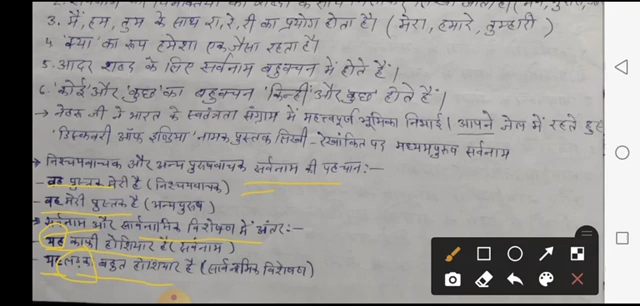 3. मैं, हम, तुम के साथ रा, रे, री का प्रयोग होता है। (मेरा, हमारे, तुम्हारी)
4. 'क्या' का रूप हमेशा एक जैसा रहता है।
5. आदर शब्द के लिए सर्वनाम बहुवचन में होते हैं।
6. 'कोई' और 'कुछ' का बहुवचन 'किन्हीं' और 'कुछ' होते हैं।
→ नेहरू जी ने भारत के स्वतंत्रता संग्राम में महत्त्वपूर्ण भूमिका निभाई। आपने जेल में रहते हुए
'डिस्कवरी ऑफ इंडिया' नामक पुस्तक लिखी - रेखांकित पद मध्यमपुरुष सर्वनाम
→ निश्चयवाचक और अन्य पुरुषवाचक सर्वनाम की पहचान:-
- वह पुस्तक मेरी है (निश्चयवाचक)
- वह मेरी पुस्तक है (अन्यपुरुष)
→ सर्वनाम और सार्वनामिक विशेषण में अंतर:-
- यह काफी होशियार है (सर्वनाम)
- यह बहुत होशियार है (सार्वनामिक विशेषण)